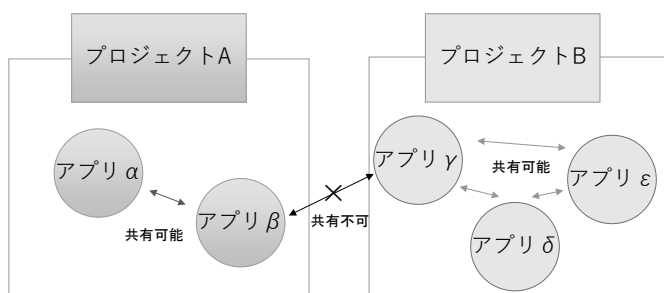 プロジェクトA
プロジェクトB
アプリα
アプリβ
共有可能
共有不可
アプリγ
アプリε
共有可能
アプリδ